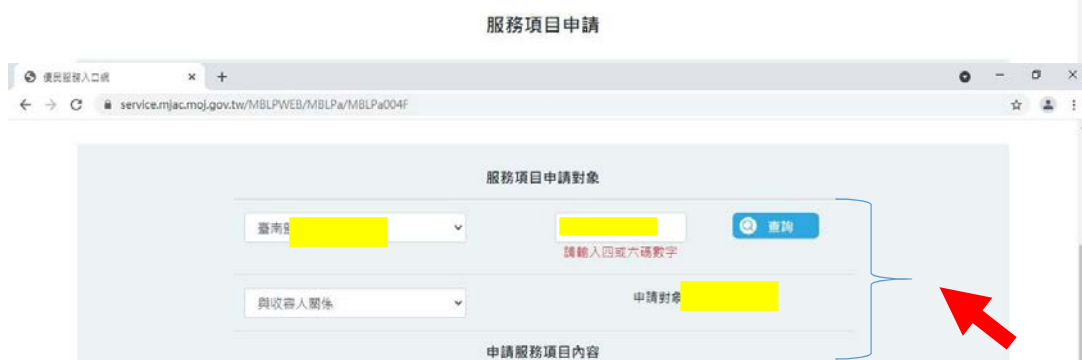 服務項目申請
便民服務入口網
service.mjac.moj.gov.tw/MBLPWEB/MBLPa/MBLPa004F
服務項目申請對象
臺南
查詢
請輸入四或六碼數字
與收容人關係
申請對象
申請服務項目內容